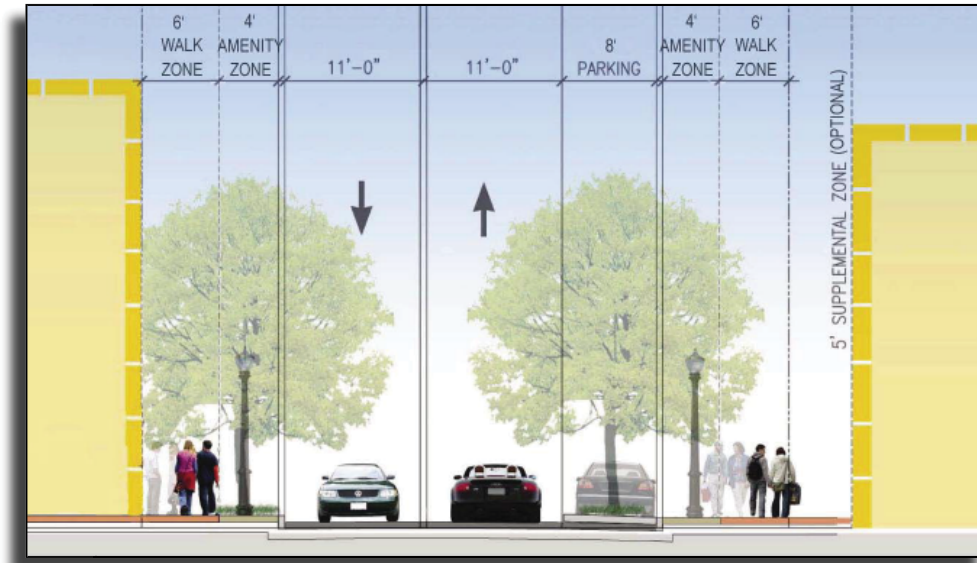 6'
WALK
ZONE
4'
AMENITY
ZONE
11'-0"
11'-0"
8'
PARKING
4'
AMENITY
ZONE
6'
WALK
ZONE
5' SUPPLEMENTAL ZONE (OPTIONAL)